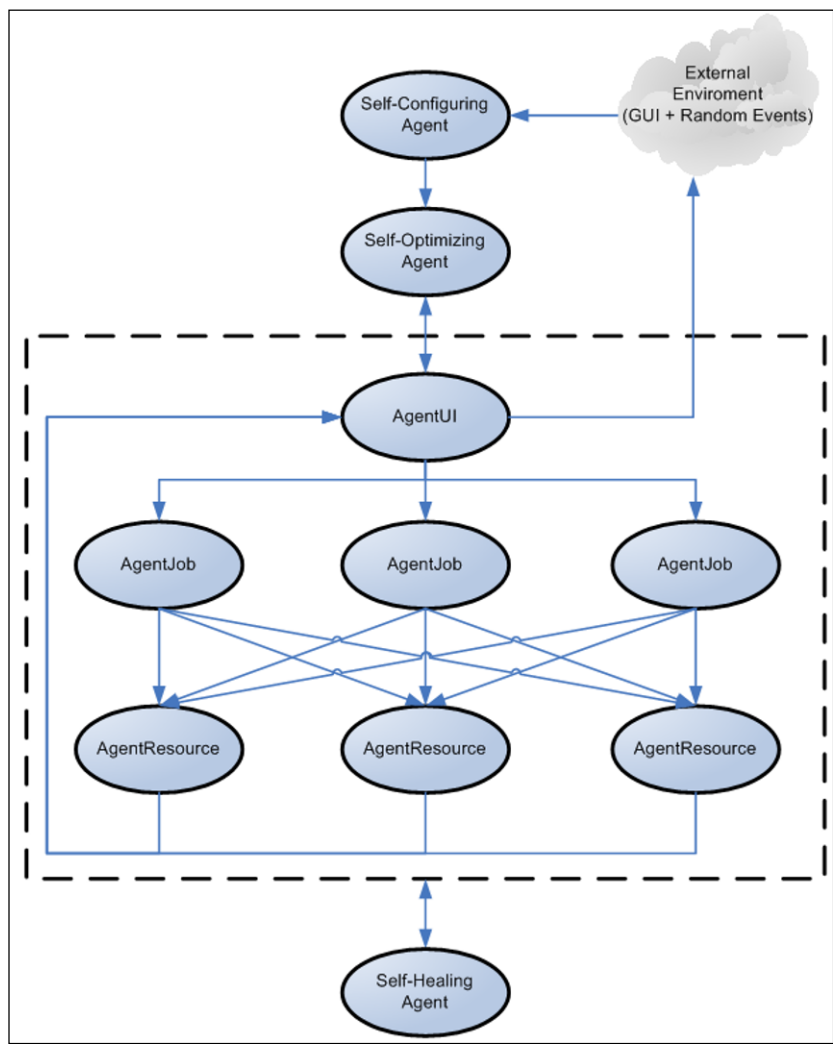 External
Enviroment
(GUI + Random Events)
Self-Configuring
Agent
Self-Optimizing
Agent
AgentUI
AgentJob
AgentJob
AgentJob
AgentResource
AgentResource
AgentResource
Self-Healing
Agent